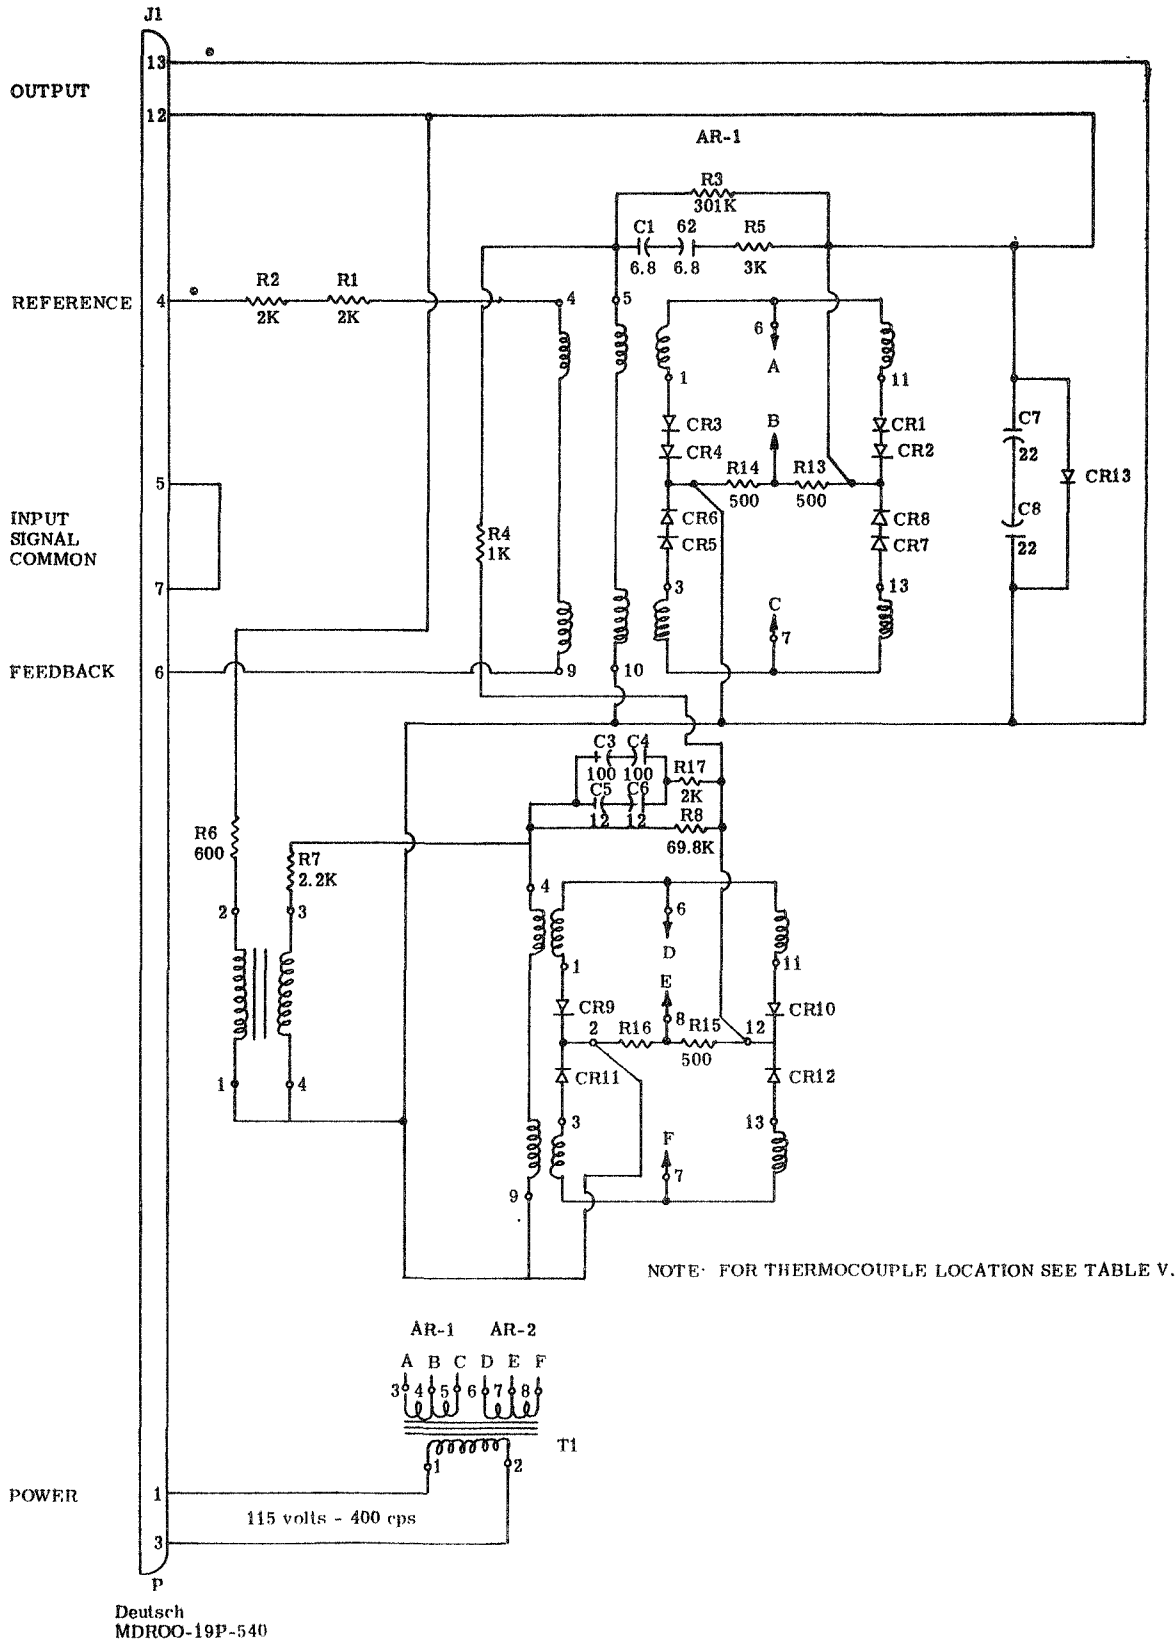 J1
13
OUTPUT
12
AR-1
R3
301K
C1 62 R5
6.8 6.8 3K
R2 R1
REFERENCE 4 4 5
2K 2K
6
A
1 11
B
CR3 CR1
CR4 CR2
C7
22
R14 R13
500 500
CR13
5
INPUT
SIGNAL
COMMON
C8
22
CR6 CR8
CR5 CR7
R4
1K
7
3 13
C
7
FEEDBACK 6 9 10
C3 C4
100 100
R17
2K
C5 C6
12 12
R8
69.8K
R6
600
R7
2.2K
4
2 3
6
D
1 11
E
CR9 CR10
8
2 R16 R15 12
500
CR11 CR12
1 4
3 13
F
7
9
NOTE: FOR THERMOCOUPLE LOCATION SEE TABLE V.
AR-1 AR-2
A B C D E F
3 4 5 6 7 8
T1
1 2
POWER 1
115 volts - 400 cps
3
P
Deutsch
MDROO-19P-540